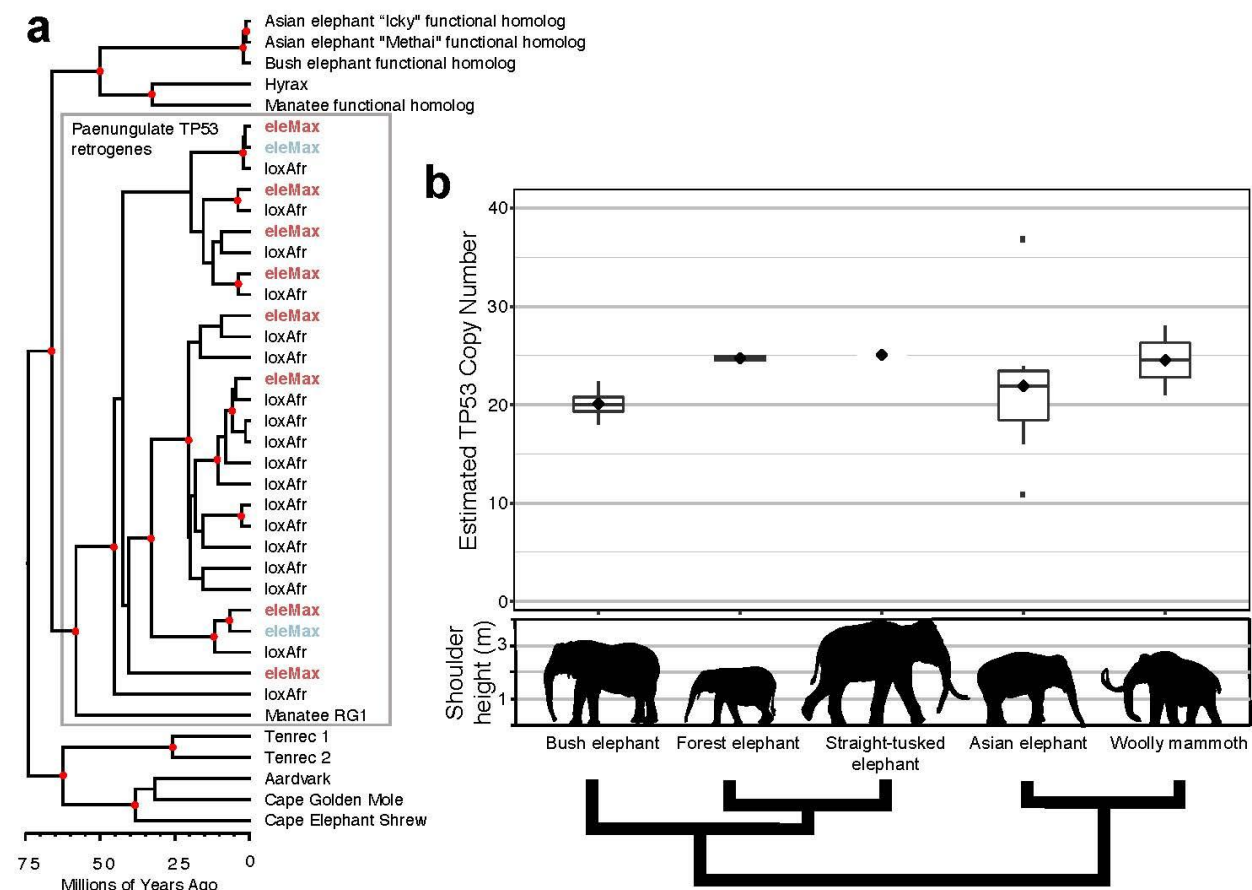 a
Asian elephant “Icky" functional homolog
Asian elephant "Methai" functional homolog
Bush elephant functional homolog
Hyrax
Manatee functional homolog
Paenungulate TP53
retrogenes
eleMax
eleMax
loxAfr
eleMax
loxAfr
eleMax
loxAfr
eleMax
loxAfr
eleMax
loxAfr
loxAfr
eleMax
loxAfr
loxAfr
loxAfr
loxAfr
loxAfr
loxAfr
loxAfr
loxAfr
loxAfr
loxAfr
eleMax
eleMax
loxAfr
eleMax
loxAfr
Manatee RG1
Tenrec 1
Tenrec 2
Aardvark
Cape Golden Mole
Cape Elephant Shrew
75 50 25 0
Millions of Years Ago
b
Estimated TP53 Copy Number
40
30
20
10
0
Shoulder
height (m)
3
1
Bush elephant
Forest elephant
Straight-tusked
elephant
Asian elephant
Woolly mammoth